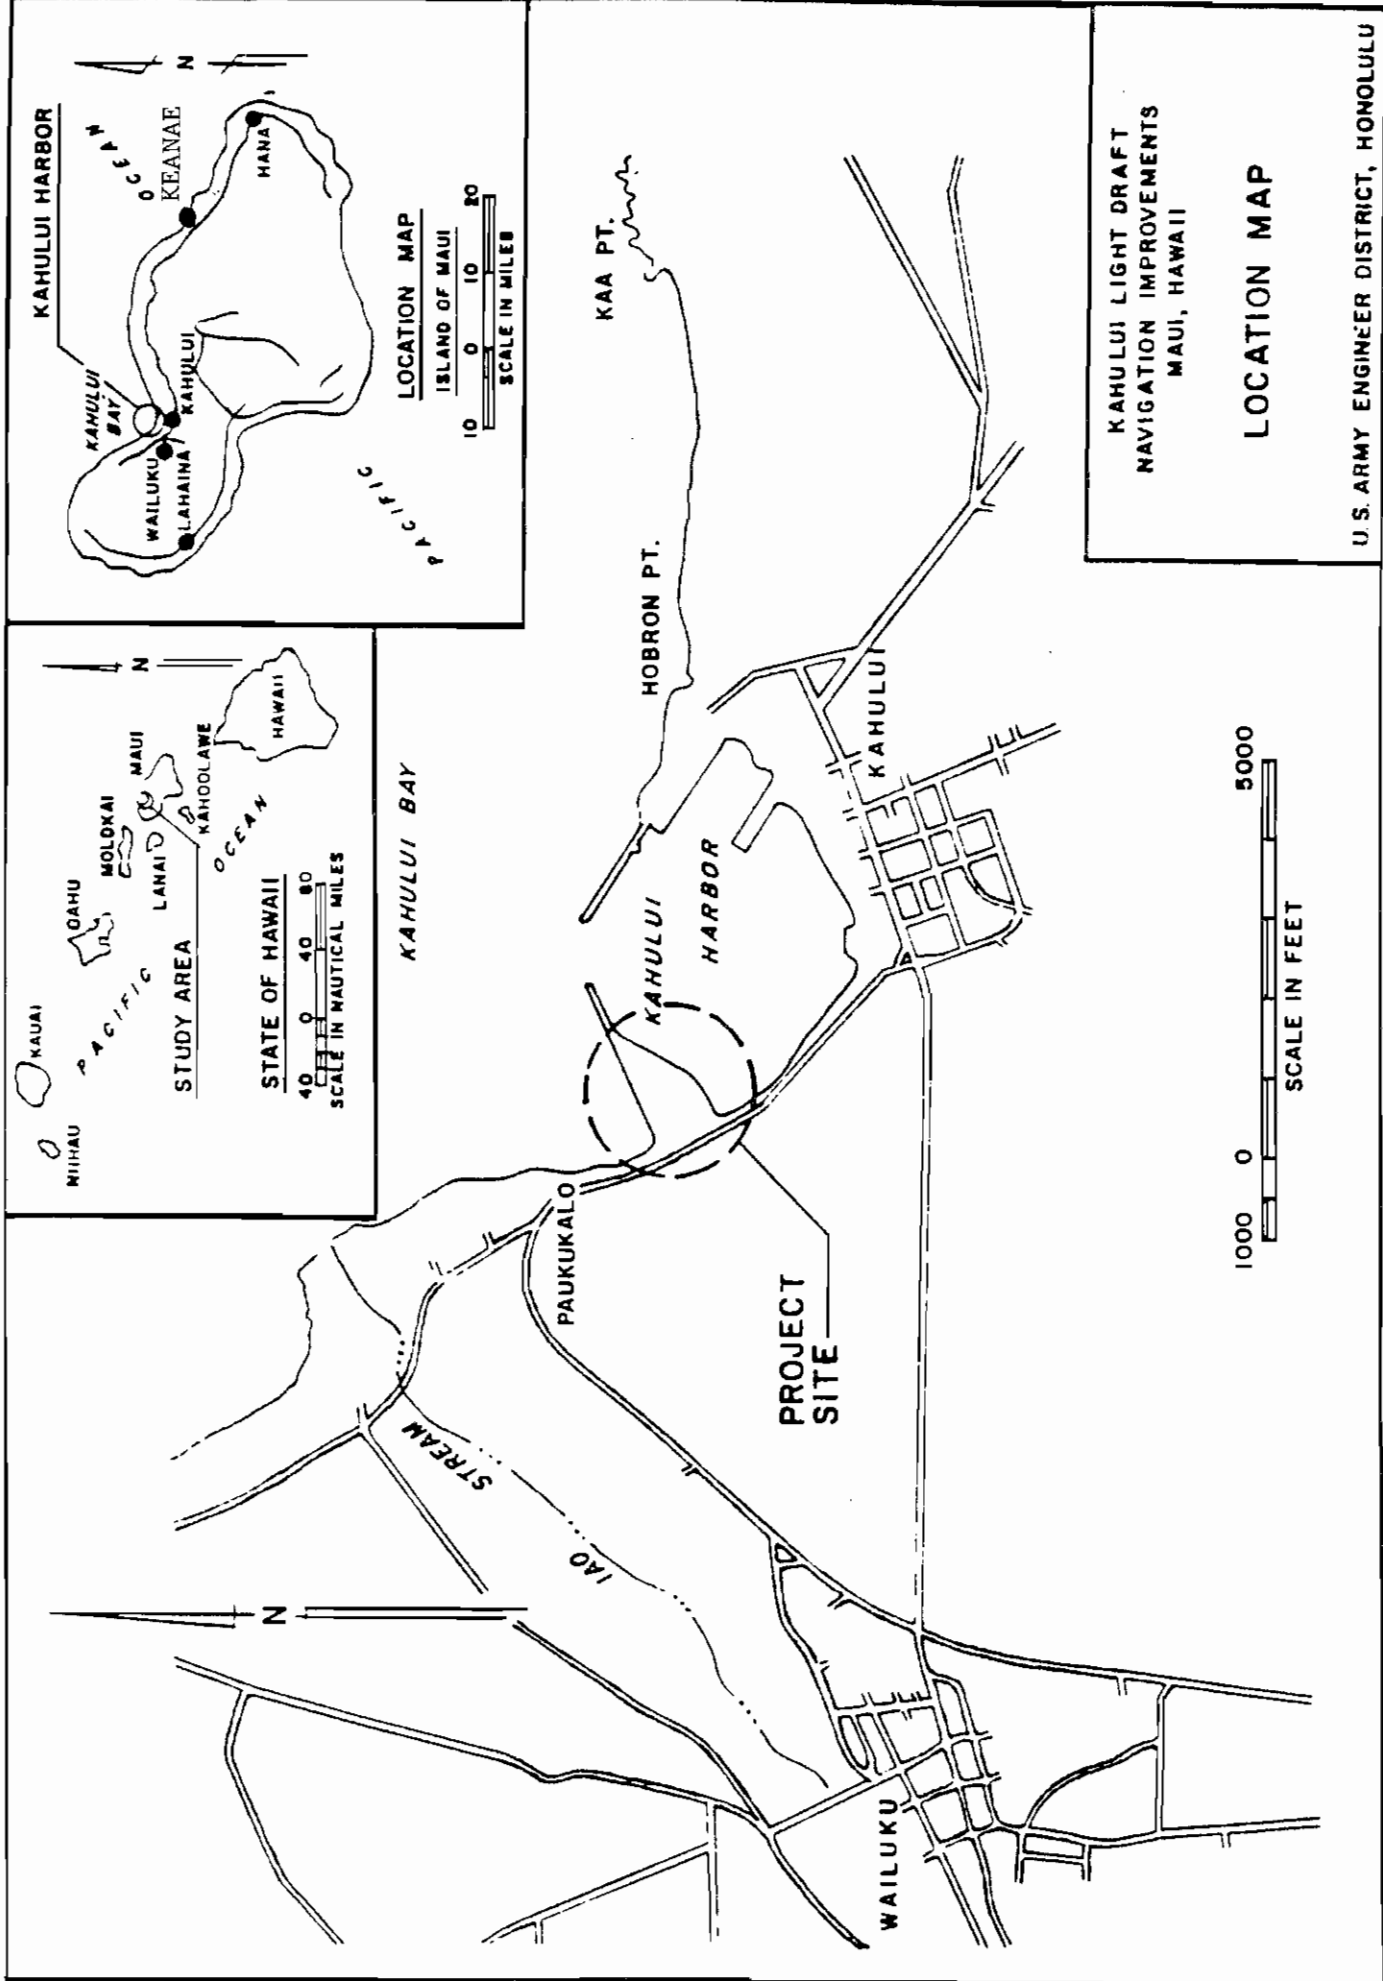 NIIHAU
KAUAI
OAHU
MOLOKAI
MAUI
LANAI
KAHOOLAWE
HAWAII
PACIFIC
OCEAN
N
STUDY AREA
STATE OF HAWAII
40 0 40 80
SCALE IN NAUTICAL MILES
KAHULUI HARBOR
N
OCEAN
KEANAE
KAHULUI
BAY
WAILUKU
KAHULUI
LAHAINA
HANA
PACIFIC
LOCATION MAP
ISLAND OF MAUI
10 0 10 20
SCALE IN MILES
N
KAHULUI BAY
KAA PT.
HOBRON PT.
KAHULUI
HARBOR
PAUKUKALO
IAO
STREAM
KAHULUI
PROJECT
SITE
WAILUKU
1000 0 5000
SCALE IN FEET
KAHULUI LIGHT DRAFT
NAVIGATION IMPROVEMENTS
MAUI, HAWAII
LOCATION MAP
U.S. ARMY ENGINEER DISTRICT, HONOLULU